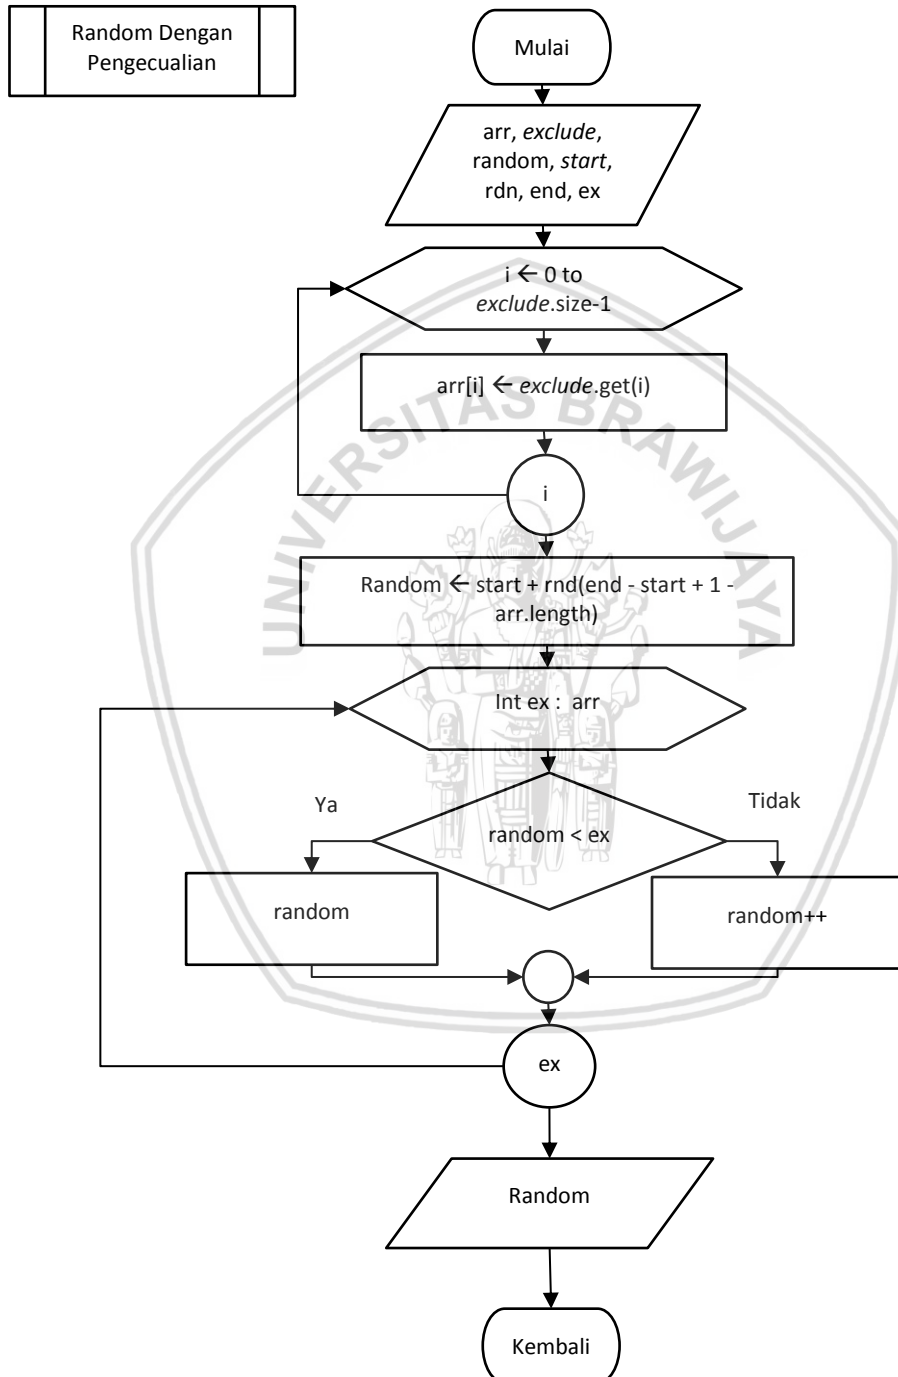 Random Dengan
Pengecualian
Mulai
arr, exclude,
random, start,
rdn, end, ex
i ← 0 to
exclude.size-1
arr[i] ← exclude.get(i)
UNIVERSITAS BRAWIJAYA
i
Random ← start + rnd(end - start + 1 -
arr.length)
Int ex : arr
Ya
Tidak
random < ex
random
random++
ex
Random
Kembali